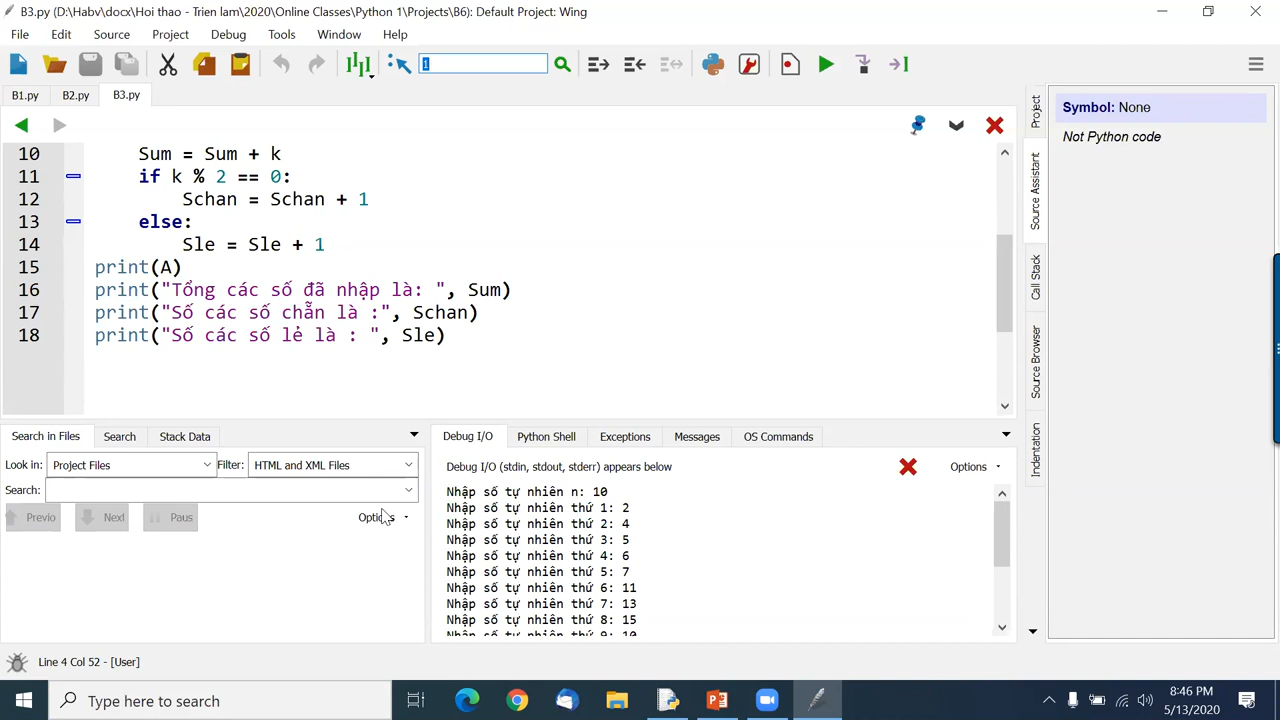 B3.py (D:\Habv\docx\Hoi thao - Trien lam\2020\Online Classes\Python 1\Projects\B6): Default Project: Wing
File Edit Source Project Debug Tools Window Help
B1.py B2.py B3.py
10 Sum = Sum + k
11 if k % 2 == 0:
12 Schan = Schan + 1
13 else:
14 Sle = Sle + 1
15 print(A)
16 print("Tổng các số đã nhập là: ", Sum)
17 print("Số các số chẵn là :", Schan)
18 print("Số các số lẻ là : ", Sle)
Project
Source Assistant
Call Stack
Source Browser
Indentation
Symbol: None
Not Python code
Search in Files Search Stack Data
Look in: Project Files Filter: HTML and XML Files
Search:
Previo Next Paus Options
Debug I/O Python Shell Exceptions Messages OS Commands
Debug I/O (stdin, stdout, stderr) appears below Options
Nhập số tự nhiên n: 10
Nhập số tự nhiên thứ 1: 2
Nhập số tự nhiên thứ 2: 4
Nhập số tự nhiên thứ 3: 5
Nhập số tự nhiên thứ 4: 6
Nhập số tự nhiên thứ 5: 7
Nhập số tự nhiên thứ 6: 11
Nhập số tự nhiên thứ 7: 13
Nhập số tự nhiên thứ 8: 15
Nhập số tự nhiên thứ 9: 10
Line 4 Col 52 - [User]
Type here to search
8:46 PM
5/13/2020